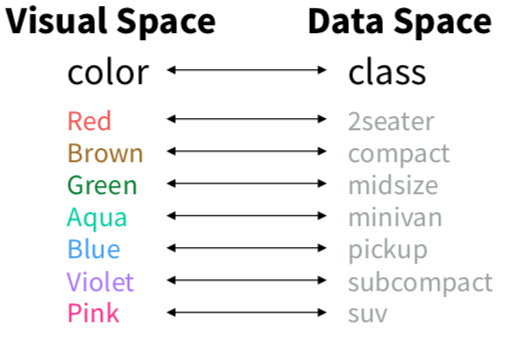 Visual Space Data Space
color class
Red 2seater
Brown compact
Green midsize
Aqua minivan
Blue pickup
Violet subcompact
Pink suv